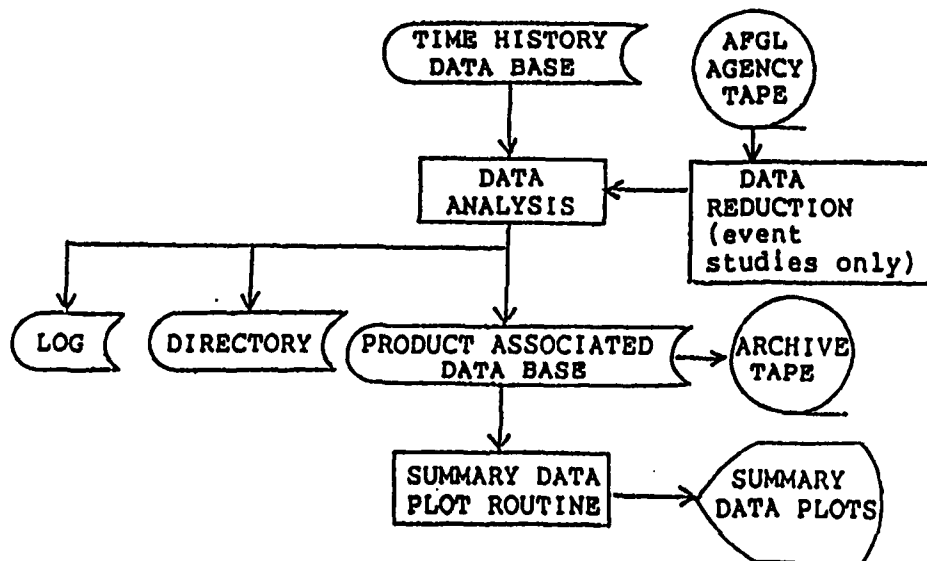 TIME HISTORY
DATA BASE
AFGL
AGENCY
TAPE
DATA
ANALYSIS
DATA
REDUCTION
(event
studies only)
LOG
DIRECTORY
PRODUCT ASSOCIATED
DATA BASE
ARCHIVE
TAPE
SUMMARY DATA
PLOT ROUTINE
SUMMARY
DATA PLOTS